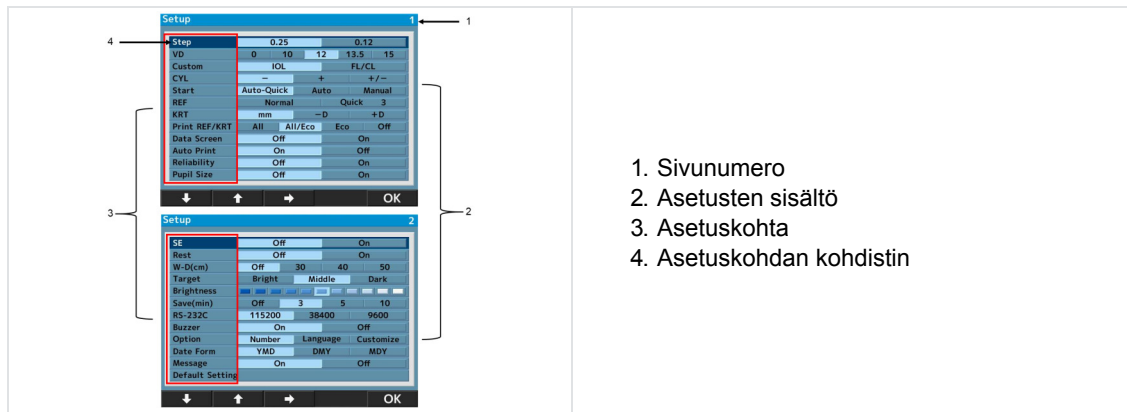 Setup 1
1
4
Step 0.25 0.12
VD 0 10 12 13.5 15
Custom IOL FL/CL
CYL − + +/−
Start Auto-Quick Auto Manual
REF Normal Quick 3
KRT mm −D +D
Print REF/KRT All All/Eco Eco Off
Data Screen Off On
Auto Print On Off
Reliability Off On
Pupil Size Off On
OK
3
2
Setup 2
SE Off On
Rest Off On
W-D(cm) Off 30 40 50
Target Bright Middle Dark
Brightness
Save(min) Off 3 5 10
RS-232C 115200 38400 9600
Buzzer On Off
Option Number Language Customize
Date Form YMD DMY MDY
Message On Off
Default Setting
OK
1. Sivunumero
2. Asetusten sisältö
3. Asetuskohta
4. Asetuskohdan kohdistin